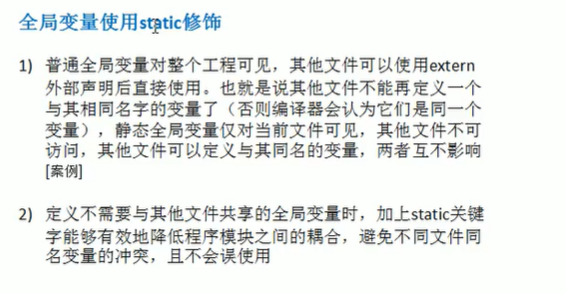 全局变量使用static修饰
1) 普通全局变量对整个工程可见，其他文件可以使用extern
外部声明后直接使用。也就是说其他文件不能再定义一个
与其相同名字的变量了（否则编译器会认为它们是同一个
变量），静态全局变量仅对当前文件可见，其他文件不可
访问，其他文件可以定义与其同名的变量，两者互不影响
[案例]
2) 定义不需要与其他文件共享的全局变量时，加上static关键
字能够有效地降低程序模块之间的耦合，避免不同文件同
名变量的冲突，且不会误使用